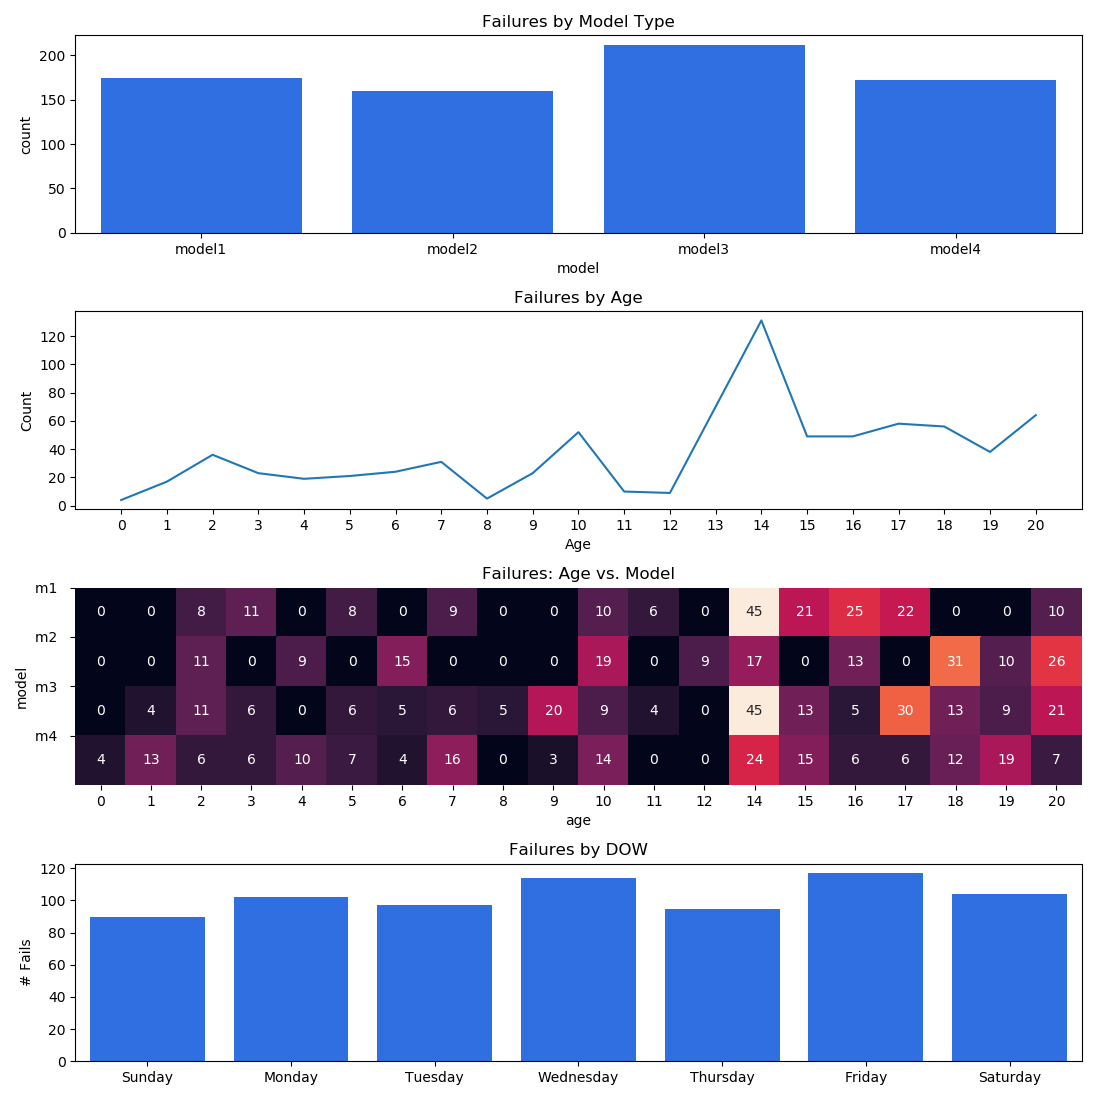 Failures by Model Type
200
150
100
50
0
count
model1 model2 model3 model4
model
Failures by Age
120
100
80
60
40
20
0
Count
0 1 2 3 4 5 6 7 8 9 10 11 12 13 14 15 16 17 18 19 20
Age
Failures: Age vs. Model
m1
0 0 8 11 0 8 0 9 0 0 10 6 0 45 21 25 22 0 0 10
m2
0 0 11 0 9 0 15 0 0 0 19 0 9 17 0 13 0 31 10 26
model
m3
0 4 11 6 0 6 5 6 5 20 9 4 0 45 13 5 30 13 9 21
m4
4 13 6 6 10 7 4 16 0 3 14 0 0 24 15 6 6 12 19 7
0 1 2 3 4 5 6 7 8 9 10 11 12 14 15 16 17 18 19 20
age
Failures by DOW
120
100
80
60
40
20
0
# Fails
Sunday Monday Tuesday Wednesday Thursday Friday Saturday